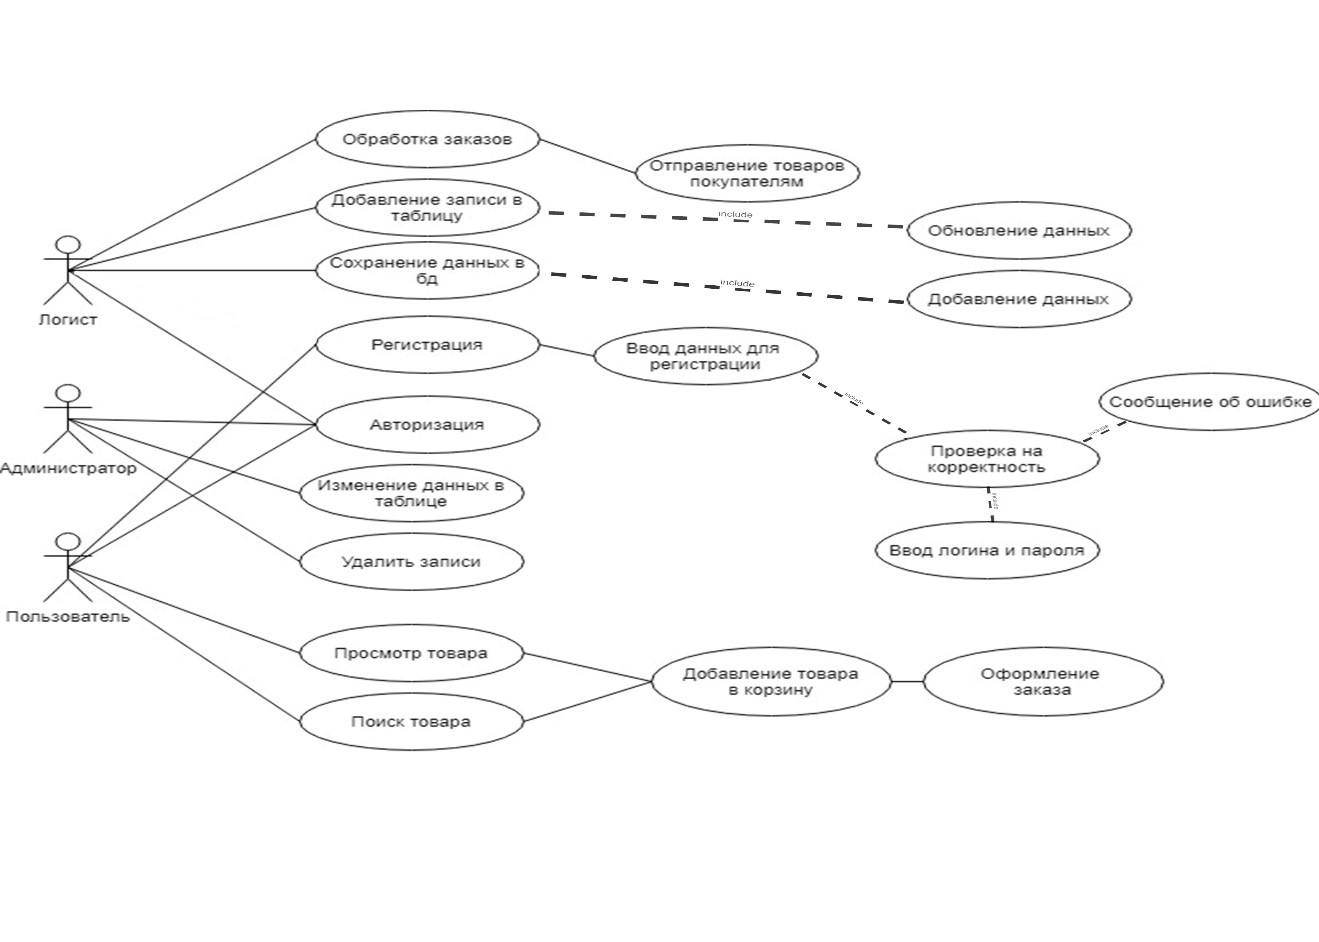 Обработка заказов
Отправление товаров
покупателям
Добавление записи в
таблицу
include
Обновление данных
Сохранение данных в
бд
include
Добавление данных
Логист
Регистрация
Ввод данных для
регистрации
include
Сообщение об ошибке
include
Авторизация
Проверка на
корректность
Администратор
Изменение данных в
таблице
Ввод логина и пароля
Удалить записи
Пользователь
Просмотр товара
Добавление товара
в корзину
Оформление
заказа
Поиск товара